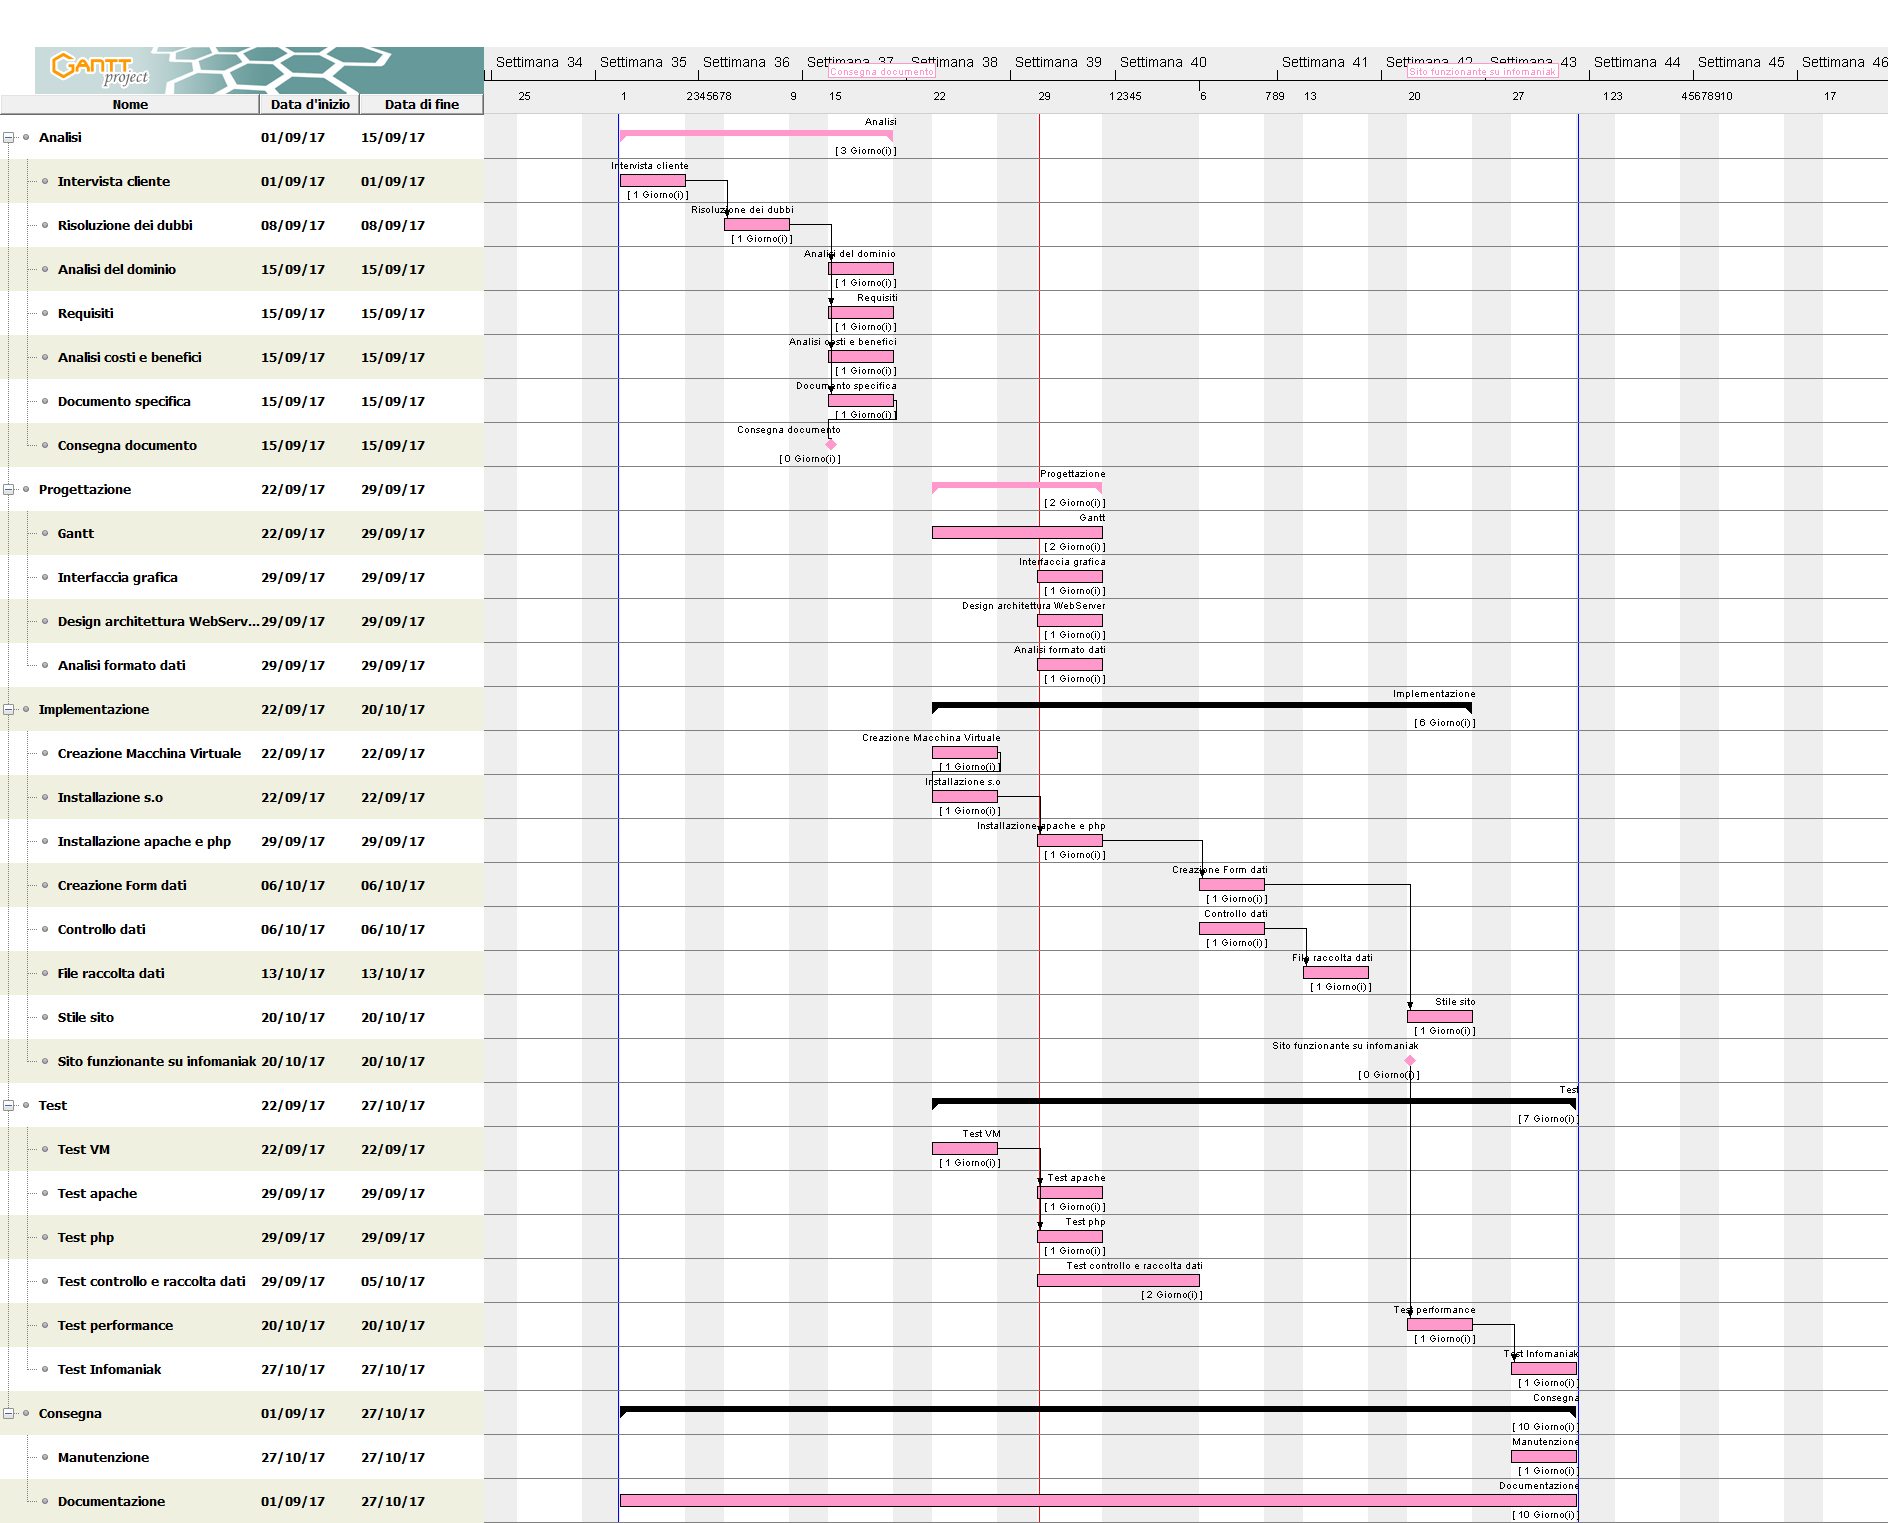 GANTT
project
Settimana 34 Settimana 35 Settimana 36 Settimana 37 Settimana 38 Settimana 39 Settimana 40 Settimana 41 Settimana 42 Settimana 43 Settimana 44 Settimana 45 Settimana 46
Consegna documento Sito funzionante su infomaniak
Nome Data d'inizio Data di fine
25 1 2345678 9 15 22 29 12345 6 789 13 20 27 123 45678910 17
Analisi 01/09/17 15/09/17
Analisi
[ 3 Giorno(i) ]
Intervista cliente 01/09/17 01/09/17
Intervista cliente
[ 1 Giorno(i) ]
Risoluzione dei dubbi 08/09/17 08/09/17
Risoluzione dei dubbi
[ 1 Giorno(i) ]
Analisi del dominio 15/09/17 15/09/17
Analisi del dominio
[ 1 Giorno(i) ]
Requisiti 15/09/17 15/09/17
Requisiti
[ 1 Giorno(i) ]
Analisi costi e benefici 15/09/17 15/09/17
Analisi costi e benefici
[ 1 Giorno(i) ]
Documento specifica 15/09/17 15/09/17
Documento specifica
[ 1 Giorno(i) ]
Consegna documento 15/09/17 15/09/17
Consegna documento
[ 0 Giorno(i) ]
Progettazione 22/09/17 29/09/17
Progettazione
[ 2 Giorno(i) ]
Gantt 22/09/17 29/09/17
Gantt
[ 2 Giorno(i) ]
Interfaccia grafica 29/09/17 29/09/17
Interfaccia grafica
[ 1 Giorno(i) ]
Design architettura WebServ... 29/09/17 29/09/17
Design architettura WebServer
[ 1 Giorno(i) ]
Analisi formato dati 29/09/17 29/09/17
Analisi formato dati
[ 1 Giorno(i) ]
Implementazione 22/09/17 20/10/17
Implementazione
[ 6 Giorno(i) ]
Creazione Macchina Virtuale 22/09/17 22/09/17
Creazione Macchina Virtuale
[ 1 Giorno(i) ]
Installazione s.o 22/09/17 22/09/17
Installazione s.o
[ 1 Giorno(i) ]
Installazione apache e php 29/09/17 29/09/17
Installazione apache e php
[ 1 Giorno(i) ]
Creazione Form dati 06/10/17 06/10/17
Creazione Form dati
[ 1 Giorno(i) ]
Controllo dati 06/10/17 06/10/17
Controllo dati
[ 1 Giorno(i) ]
File raccolta dati 13/10/17 13/10/17
File raccolta dati
[ 1 Giorno(i) ]
Stile sito 20/10/17 20/10/17
Stile sito
[ 1 Giorno(i) ]
Sito funzionante su infomaniak 20/10/17 20/10/17
Sito funzionante su infomaniak
[ 0 Giorno(i) ]
Test 22/09/17 27/10/17
Test
[ 7 Giorno(i) ]
Test VM 22/09/17 22/09/17
Test VM
[ 1 Giorno(i) ]
Test apache 29/09/17 29/09/17
Test apache
[ 1 Giorno(i) ]
Test php 29/09/17 29/09/17
Test php
[ 1 Giorno(i) ]
Test controllo e raccolta dati 29/09/17 05/10/17
Test controllo e raccolta dati
[ 2 Giorno(i) ]
Test performance 20/10/17 20/10/17
Test performance
[ 1 Giorno(i) ]
Test Infomaniak 27/10/17 27/10/17
Test Infomaniak
[ 1 Giorno(i) ]
Consegna 01/09/17 27/10/17
Consegna
[ 10 Giorno(i) ]
Manutenzione 27/10/17 27/10/17
Manutenzione
[ 1 Giorno(i) ]
Documentazione 01/09/17 27/10/17
Documentazione
[ 10 Giorno(i) ]